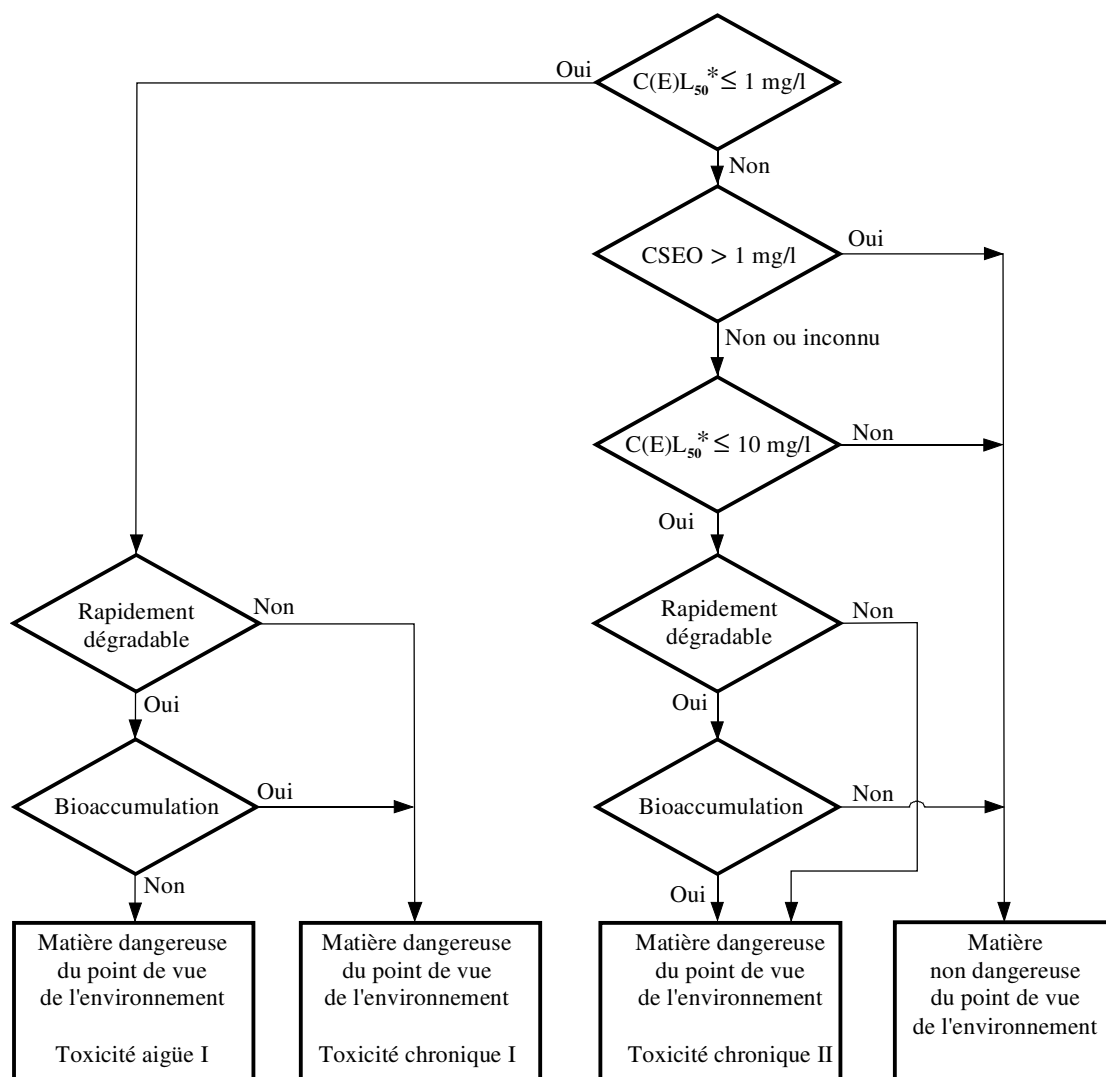 Oui
C(E)L50* ≤ 1 mg/l
Non
CSEO > 1 mg/l
Oui
Non ou inconnu
C(E)L50* ≤ 10 mg/l
Non
Oui
Rapidement
dégradable
Non
Rapidement
dégradable
Non
Oui
Oui
Bioaccumulation
Oui
Bioaccumulation
Non
Non
Oui
Matière dangereuse
du point de vue
de l'environnement
Toxicité aigüe I
Matière dangereuse
du point de vue
de l'environnement
Toxicité chronique I
Matière dangereuse
du point de vue
de l'environnement
Toxicité chronique II
Matière
non dangereuse
du point de vue
de l'environnement